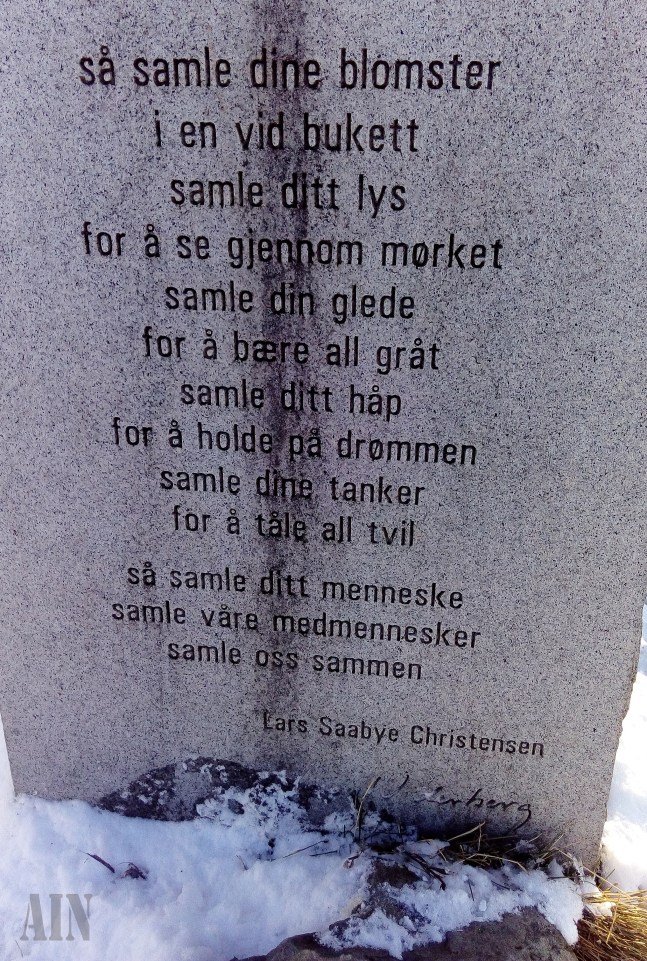 så samle dine blomster
i en vid bukett
samle ditt lys
for å se gjennom mørket
samle din glede
for å bære all gråt
samle ditt håp
for å holde på drømmen
samle dine tanker
for å tåle all tvil
så samle ditt menneske
samle våre medmennesker
samle oss sammen
Lars Saabye Christensen
AIN